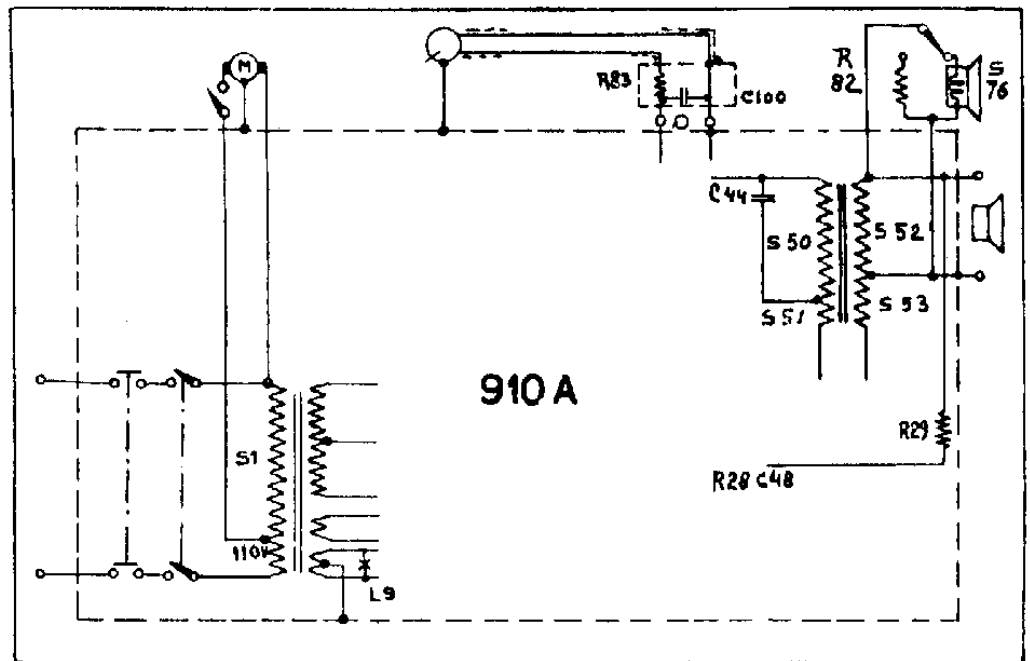 M
R83
C100
R
82
S
76
C44
S 50
S 52
S 51
S 53
910 A
R29
R28 C48
S1
110V
L9